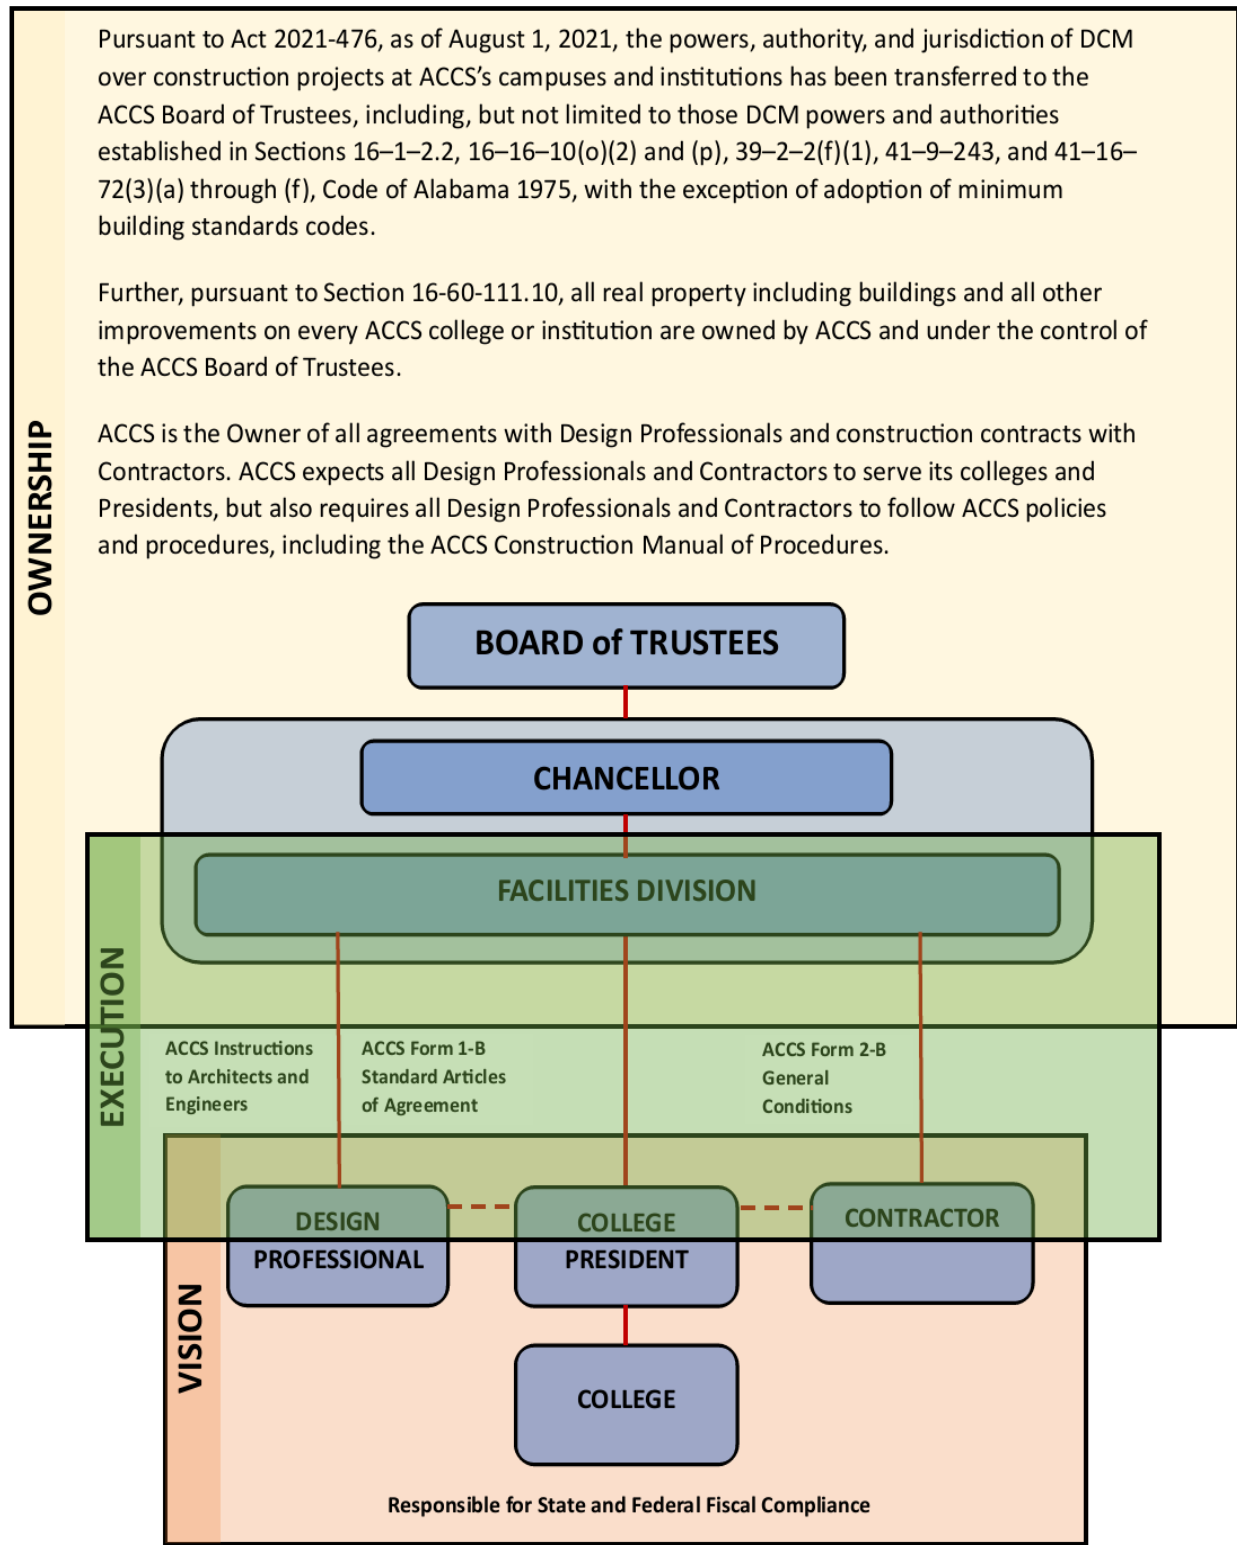 Pursuant to Act 2021-476, as of August 1, 2021, the powers, authority, and jurisdiction of DCM
over construction projects at ACCS’s campuses and institutions has been transferred to the
ACCS Board of Trustees, including, but not limited to those DCM powers and authorities
established in Sections 16–1–2.2, 16–16–10(o)(2) and (p), 39–2–2(f)(1), 41–9–243, and 41–16–
72(3)(a) through (f), Code of Alabama 1975, with the exception of adoption of minimum
building standards codes.
Further, pursuant to Section 16-60-111.10, all real property including buildings and all other
improvements on every ACCS college or institution are owned by ACCS and under the control of
the ACCS Board of Trustees.
ACCS is the Owner of all agreements with Design Professionals and construction contracts with
Contractors. ACCS expects all Design Professionals and Contractors to serve its colleges and
Presidents, but also requires all Design Professionals and Contractors to follow ACCS policies
and procedures, including the ACCS Construction Manual of Procedures.
OWNERSHIP
BOARD of TRUSTEES
CHANCELLOR
FACILITIES DIVISION
EXECUTION
ACCS Instructions
to Architects and
Engineers
ACCS Form 1-B
Standard Articles
of Agreement
ACCS Form 2-B
General
Conditions
VISION
DESIGN
PROFESSIONAL
COLLEGE
PRESIDENT
CONTRACTOR
COLLEGE
Responsible for State and Federal Fiscal Compliance